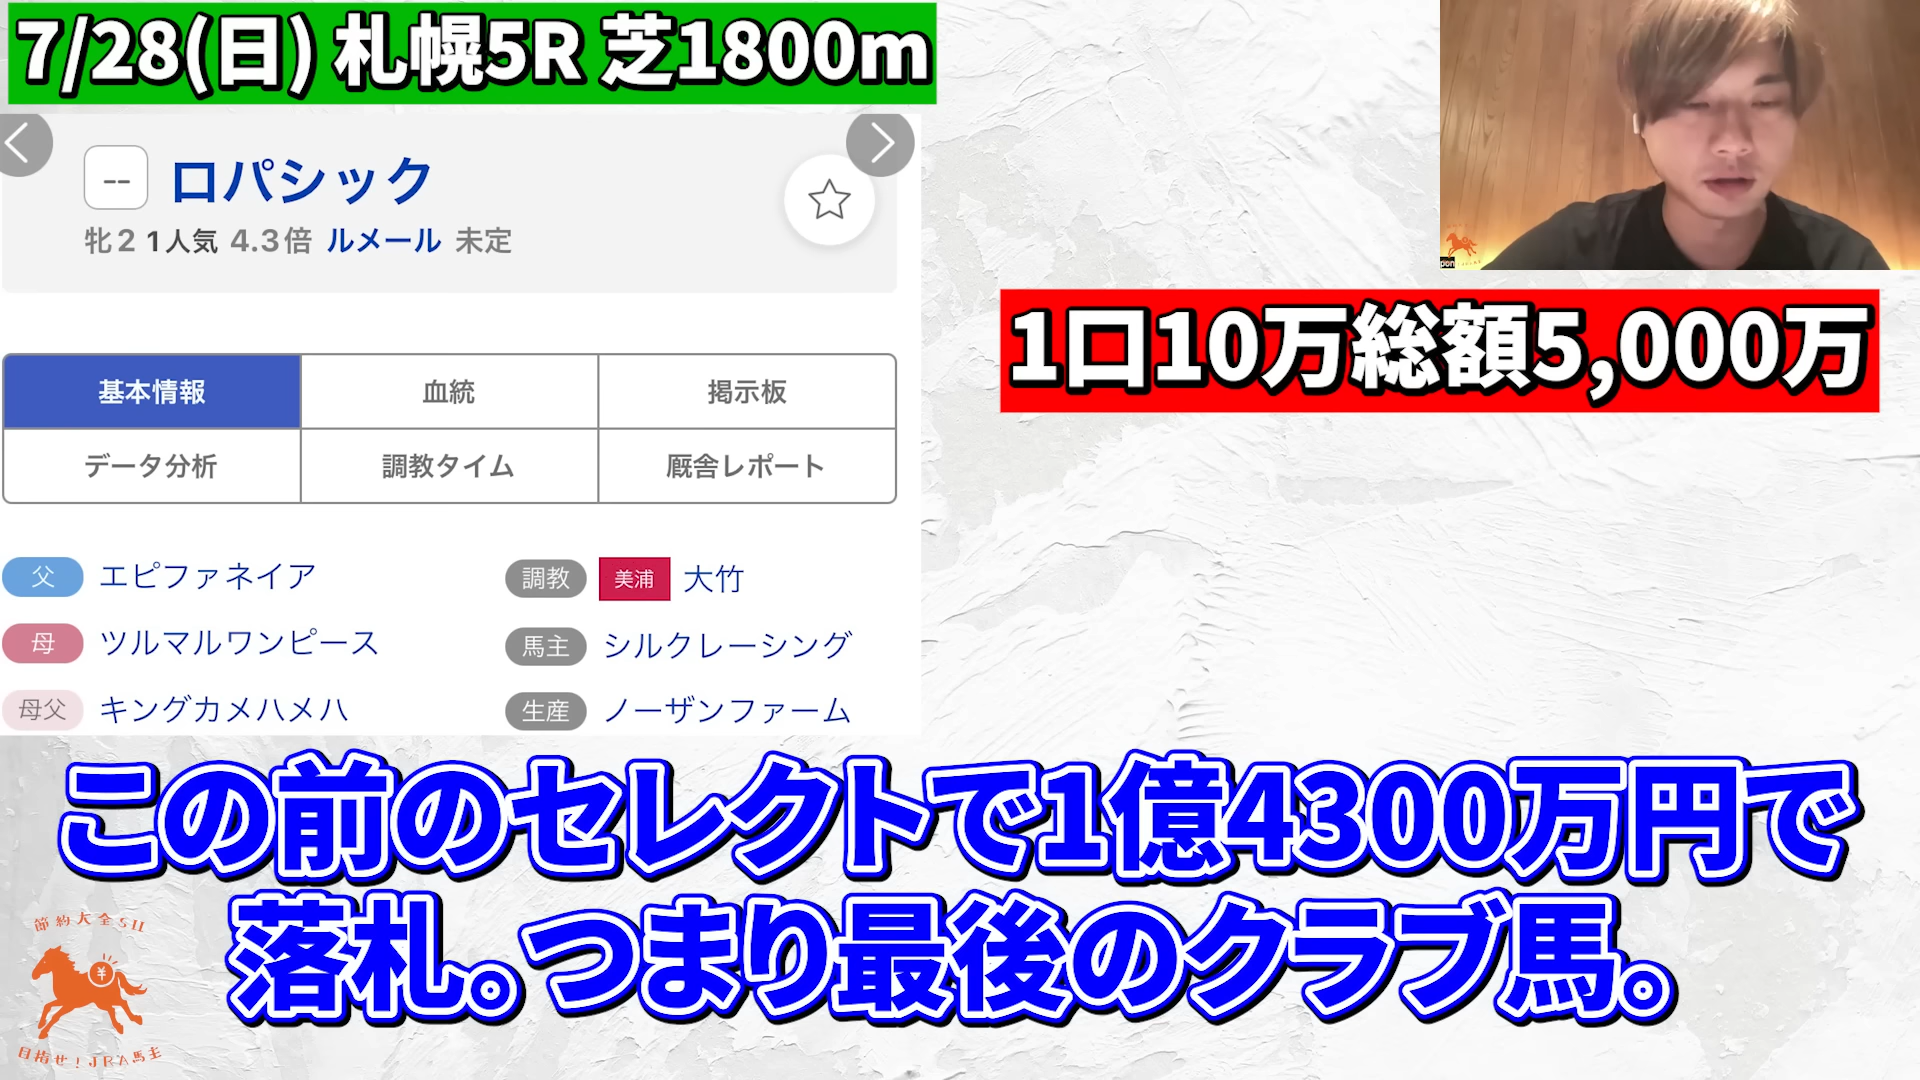 7/28(日) 札幌5R 芝1800m
-- ロパシック
牝2 1人気 4.3倍 ルメール 未定
1口10万総額5,000万
基本情報 血統 掲示板
データ分析 調教タイム 厩舎レポート
父 エピファネイア 調教 美浦 大竹
母 ツルマルワンピース 馬主 シルクレーシング
母父 キングカメハメハ 生産 ノーザンファーム
この前のセレクトで1億4300万円で
落札。つまり最後のクラブ馬。
節約大全SII
¥
目指せ!JRA馬主